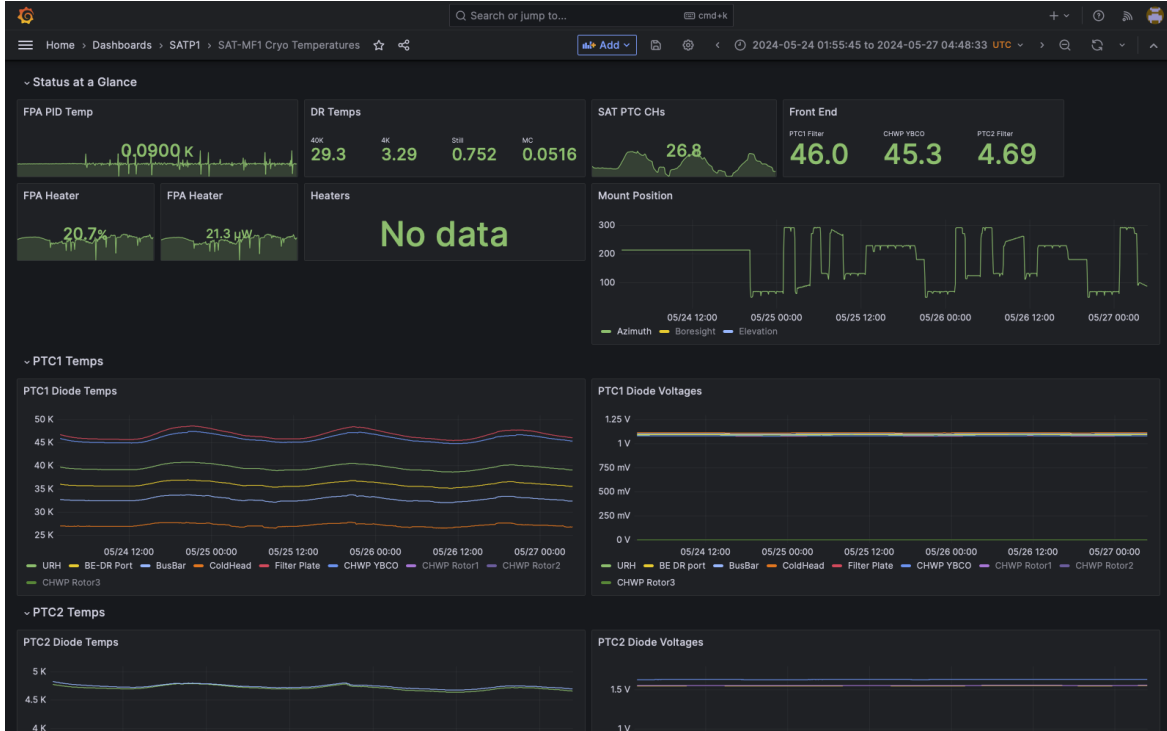 Search or jump to... cmd+k
Home › Dashboards › SATP1 › SAT-MF1 Cryo Temperatures Add 2024-05-24 01:55:45 to 2024-05-27 04:48:33 UTC
Status at a Glance
FPA PID Temp
0.0900 K
DR Temps
40K 4K Still MC
29.3 3.29 0.752 0.0516
SAT PTC CHs
26.8
Front End
PTC1 Filter CHWP YBCO PTC2 Filter
46.0 45.3 4.69
FPA Heater
20.7%
FPA Heater
21.3 µW
Heaters
No data
Mount Position
300
200
100
05/24 12:00 05/25 00:00 05/25 12:00 05/26 00:00 05/26 12:00 05/27 00:00
Azimuth Boresight Elevation
PTC1 Temps
PTC1 Diode Temps
50 K
45 K
40 K
35 K
30 K
25 K
05/24 12:00 05/25 00:00 05/25 12:00 05/26 00:00 05/26 12:00 05/27 00:00
URH BE-DR Port BusBar ColdHead Filter Plate CHWP YBCO CHWP Rotor1 CHWP Rotor2
CHWP Rotor3
PTC1 Diode Voltages
1.25 V
1 V
750 mV
500 mV
250 mV
0 V
05/24 12:00 05/25 00:00 05/25 12:00 05/26 00:00 05/26 12:00 05/27 00:00
URH BE DR port BusBar ColdHead Filter Plate CHWP YBCO CHWP Rotor1 CHWP Rotor2
CHWP Rotor3
PTC2 Temps
PTC2 Diode Temps
5 K
4.5 K
4 K
PTC2 Diode Voltages
1.5 V
1 V